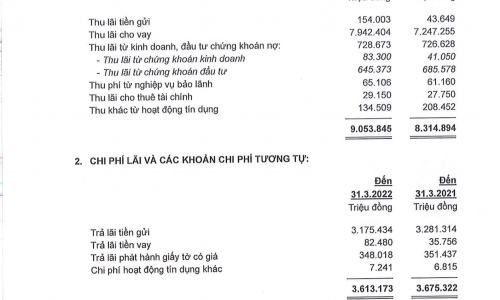 Triệu đồng Triệu đồng
Thu lãi tiền gửi 154.003 43.649
Thu lãi cho vay 7.942.404 7.247.255
Thu lãi từ kinh doanh, đầu tư chứng khoán nợ: 728.673 726.628
- Thu lãi từ chứng khoán kinh doanh 83.300 41.050
- Thu lãi từ chứng khoán đầu tư 645.373 685.578
Thu phí từ nghiệp vụ bảo lãnh 65.106 61.160
Thu lãi cho thuê tài chính 29.150 27.750
Thu khác từ hoạt động tín dụng 134.509 208.452
9.053.845 8.314.894
2. CHI PHÍ LÃI VÀ CÁC KHOẢN CHI PHÍ TƯƠNG TỰ:
Đến Đến
31.3.2022 31.3.2021
Triệu đồng Triệu đồng
Trả lãi tiền gửi 3.175.434 3.281.314
Trả lãi tiền vay 82.480 35.756
Trả lãi phát hành giấy tờ có giá 348.018 351.437
Chi phí hoạt động tín dụng khác 7.241 6.815
3.613.173 3.675.322